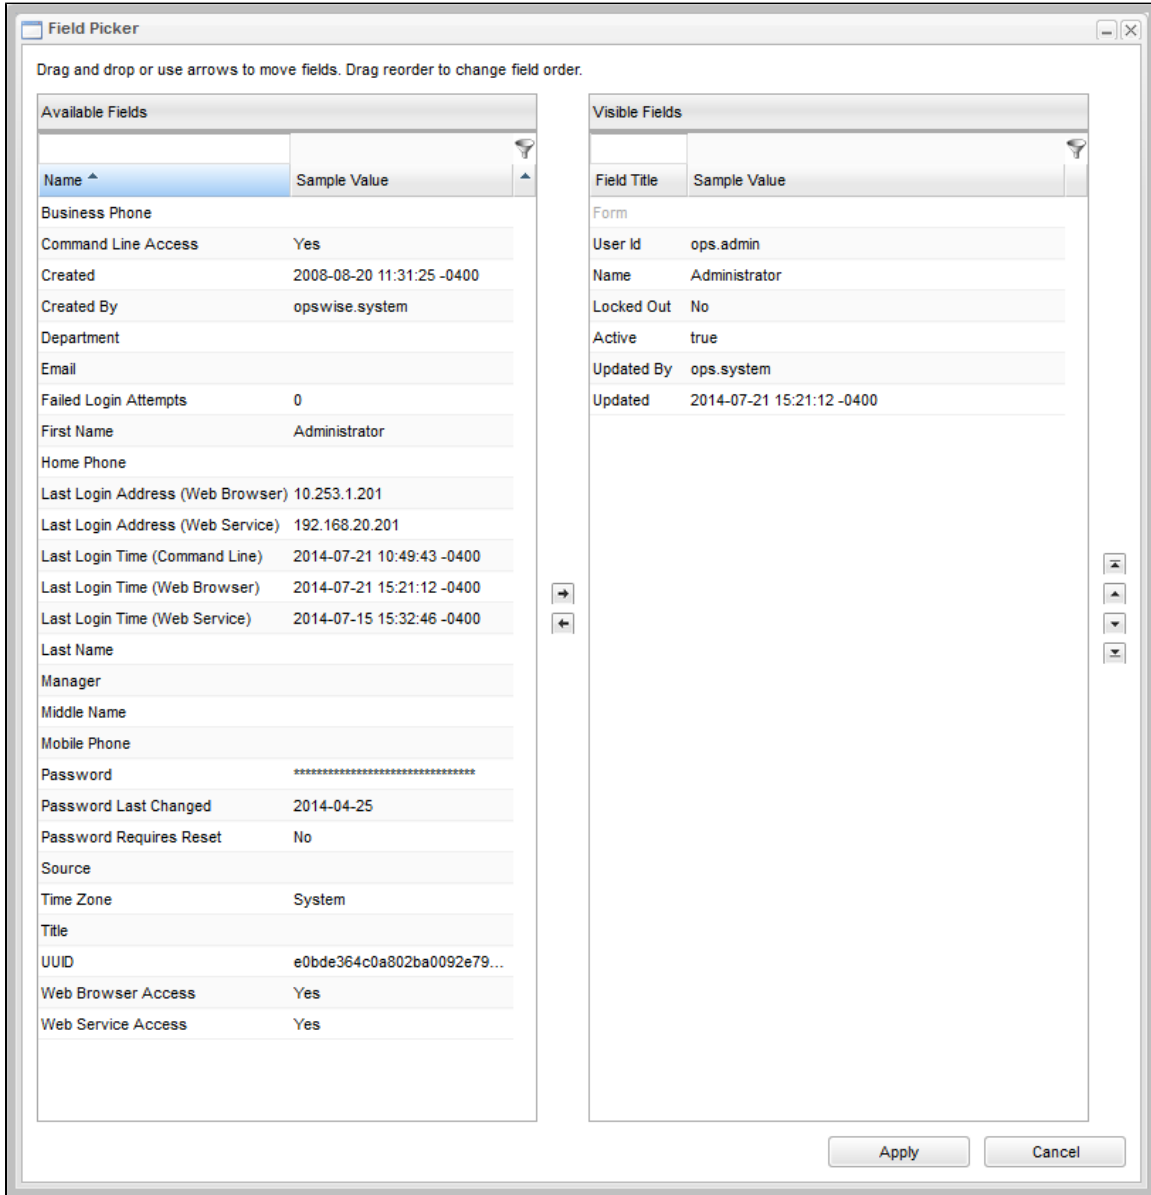 Field Picker
Drag and drop or use arrows to move fields. Drag reorder to change field order.
Available Fields
Name Sample Value
Business Phone
Command Line Access Yes
Created 2008-08-20 11:31:25 -0400
Created By opswise.system
Department
Email
Failed Login Attempts 0
First Name Administrator
Home Phone
Last Login Address (Web Browser) 10.253.1.201
Last Login Address (Web Service) 192.168.20.201
Last Login Time (Command Line) 2014-07-21 10:49:43 -0400
Last Login Time (Web Browser) 2014-07-21 15:21:12 -0400
Last Login Time (Web Service) 2014-07-15 15:32:46 -0400
Last Name
Manager
Middle Name
Mobile Phone
Password ********************************
Password Last Changed 2014-04-25
Password Requires Reset No
Source
Time Zone System
Title
UUID e0bde364c0a802ba0092e79...
Web Browser Access Yes
Web Service Access Yes
Visible Fields
Field Title Sample Value
Form
User Id ops.admin
Name Administrator
Locked Out No
Active true
Updated By ops.system
Updated 2014-07-21 15:21:12 -0400
Apply Cancel